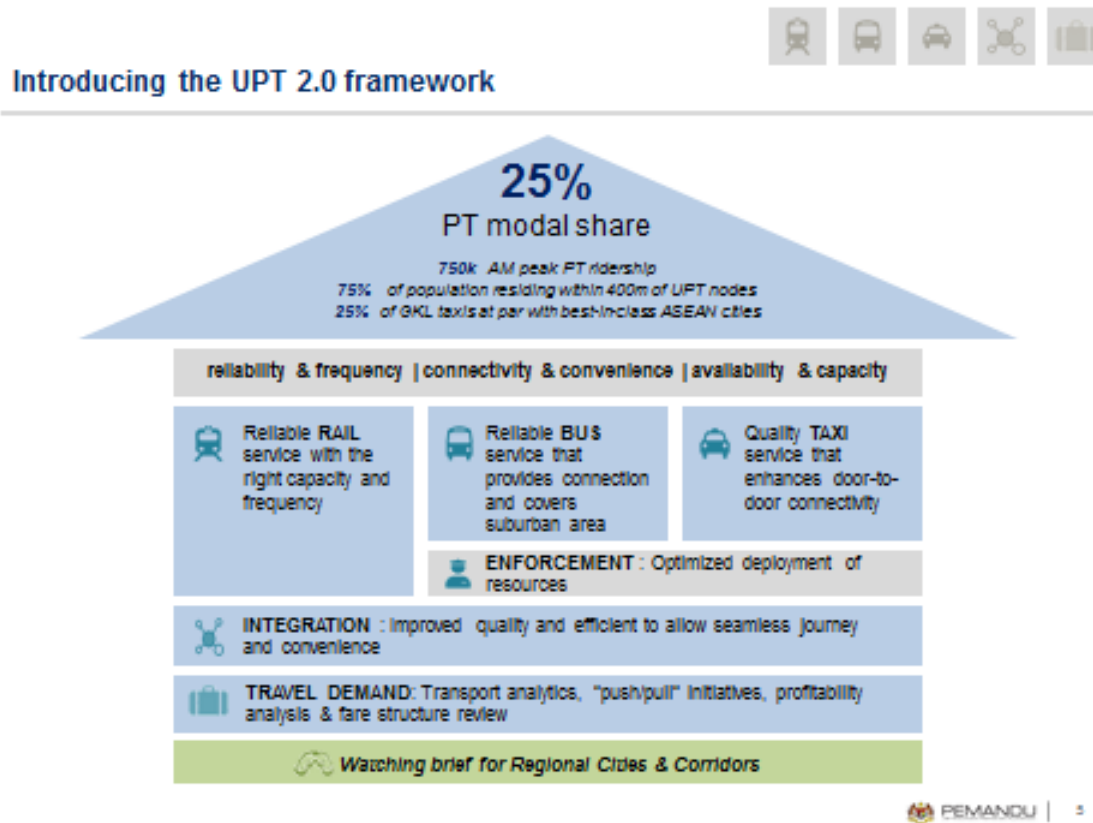 Introducing the UPT 2.0 framework
25%
PT modal share
750k AM peak PT ridership
75% of population residing within 400m of UPT nodes
25% of GKL taxis at par with best-in-class ASEAN cities
reliability & frequency | connectivity & convenience | availability & capacity
Reliable RAIL
service with the
right capacity and
frequency
Reliable BUS
service that
provides connection
and covers
suburban area
Quality TAXI
service that
enhances door-to-
door connectivity
ENFORCEMENT : Optimized deployment of
resources
INTEGRATION : Improved quality and efficient to allow seamless journey
and convenience
TRAVEL DEMAND: Transport analytics, "push/pull" initiatives, profitability
analysis & fare structure review
Watching brief for Regional Cities & Corridors
PEMANDU | 5